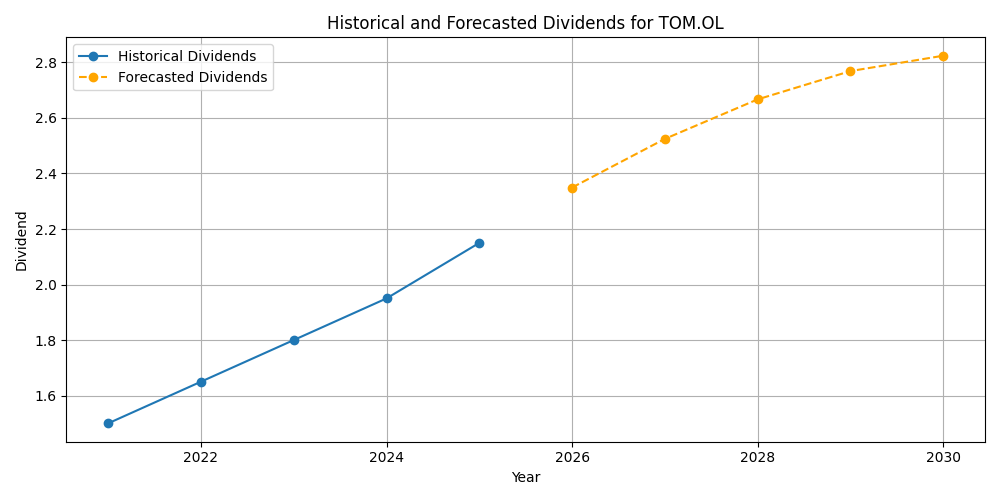 Historical and Forecasted Dividends for TOM.OL
Historical Dividends
Forecasted Dividends
2.8
2.6
2.4
2.2
2.0
1.8
1.6
Dividend
2022
2024
2026
2028
2030
Year